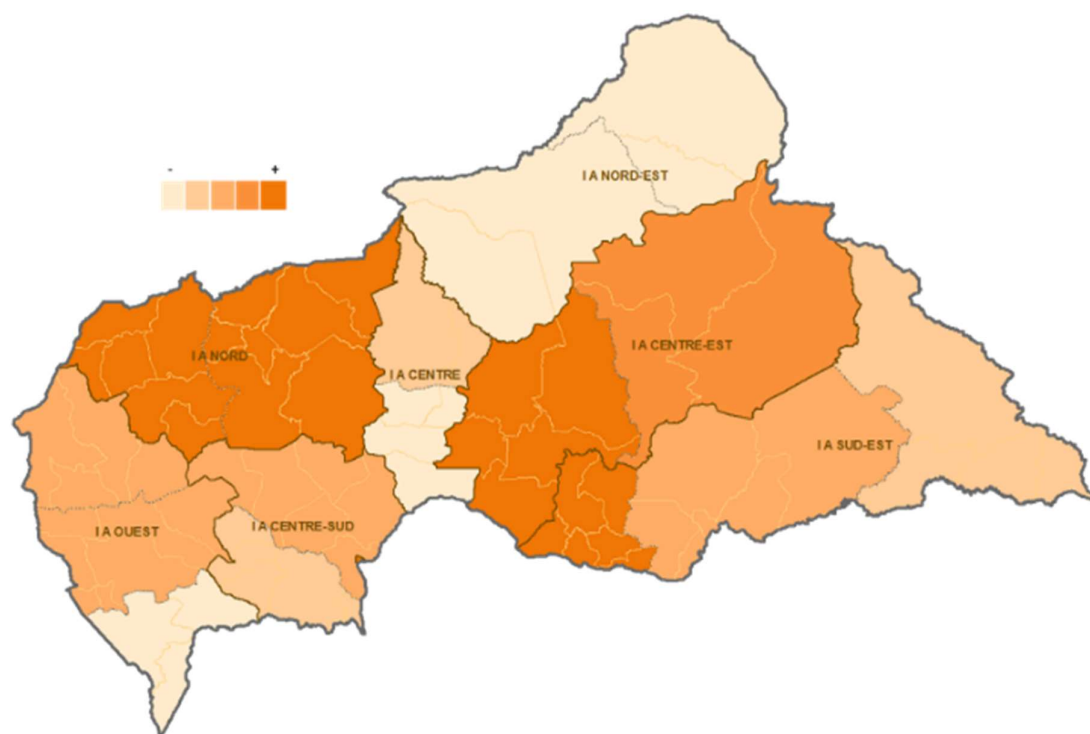 - +
I A NORD-EST
I A NORD
I A CENTRE-EST
I A CENTRE
I A SUD-EST
I A OUEST
I A CENTRE-SUD